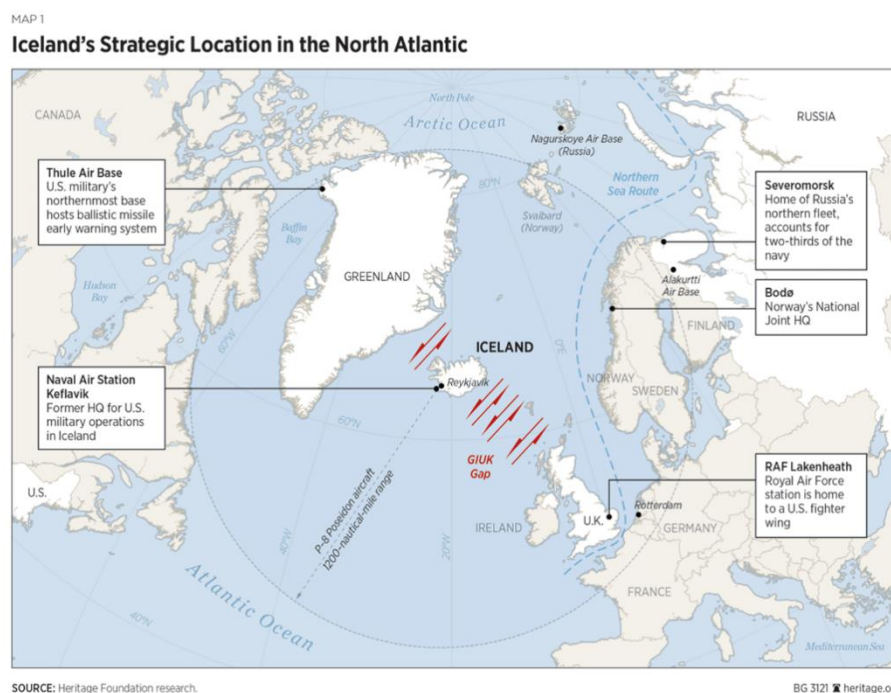 MAP 1
Iceland's Strategic Location in the North Atlantic
CANADA
North Pole
Arctic Ocean
Nagurskoye Air Base
(Russia)
RUSSIA
Thule Air Base
U.S. military's
northernmost base
hosts ballistic missile
early warning system
80°N
Northern
Sea Route
Severomorsk
Home of Russia's
northern fleet,
accounts for
two-thirds of the
navy
Svalbard
(Norway)
Baffin
Bay
GREENLAND
Hudson
Bay
Alakurtti
Air Base
Bodø
Norway's National
Joint HQ
FINLAND
60°W
ICELAND
0°E
Naval Air Station
Keflavik
Former HQ for U.S.
military operations
in Iceland
Reykjavik
NORWAY
SWEDEN
60°N
GIUK
Gap
RAF Lakenheath
Royal Air Force
station is home
to a U.S. fighter
wing
U.S.
P-8 Poseidon aircraft
1200-nautical-mile range
IRELAND
U.K.
Rotterdam
GERMANY
40°W
20°W
FRANCE
Atlantic Ocean
40°N
Mediterranean Sea
SOURCE: Heritage Foundation research.
BG 3121 heritage.o